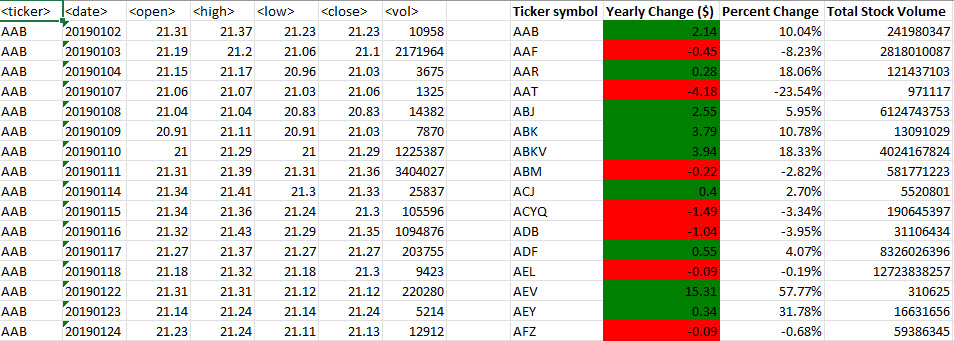 <ticker> <date> <open> <high> <low> <close> <vol> Ticker symbol Yearly Change ($) Percent Change Total Stock Volume
AAB 20190102 21.31 21.37 21.23 21.23 10958 AAB 2.14 10.04% 241980347
AAB 20190103 21.19 21.2 21.06 21.1 2171964 AAF -0.45 -8.23% 2818010087
AAB 20190104 21.15 21.17 20.96 21.03 3675 AAR 0.28 18.06% 121437103
AAB 20190107 21.06 21.07 21.03 21.06 1325 AAT -4.18 -23.54% 971117
AAB 20190108 21.04 21.04 20.83 20.83 14382 ABJ 2.55 5.95% 6124743753
AAB 20190109 20.91 21.11 20.91 21.03 7870 ABK 3.79 10.78% 13091029
AAB 20190110 21 21.29 21 21.29 1225387 ABKV 3.94 18.33% 4024167824
AAB 20190111 21.31 21.39 21.31 21.36 3404027 ABM -0.22 -2.82% 581771223
AAB 20190114 21.34 21.41 21.3 21.33 25837 ACJ 0.4 2.70% 5520801
AAB 20190115 21.34 21.36 21.24 21.3 105596 ACYQ -1.49 -3.34% 190645397
AAB 20190116 21.32 21.43 21.29 21.35 1094876 ADB -1.04 -3.95% 31106434
AAB 20190117 21.27 21.37 21.27 21.27 203755 ADF 0.55 4.07% 8326026396
AAB 20190118 21.18 21.32 21.18 21.3 9423 AEL -0.09 -0.19% 12723838257
AAB 20190122 21.31 21.31 21.12 21.12 220280 AEV 15.31 57.77% 310625
AAB 20190123 21.14 21.24 21.14 21.24 5214 AEY 0.34 31.78% 16631656
AAB 20190124 21.23 21.24 21.11 21.13 12912 AFZ -0.09 -0.68% 59386345